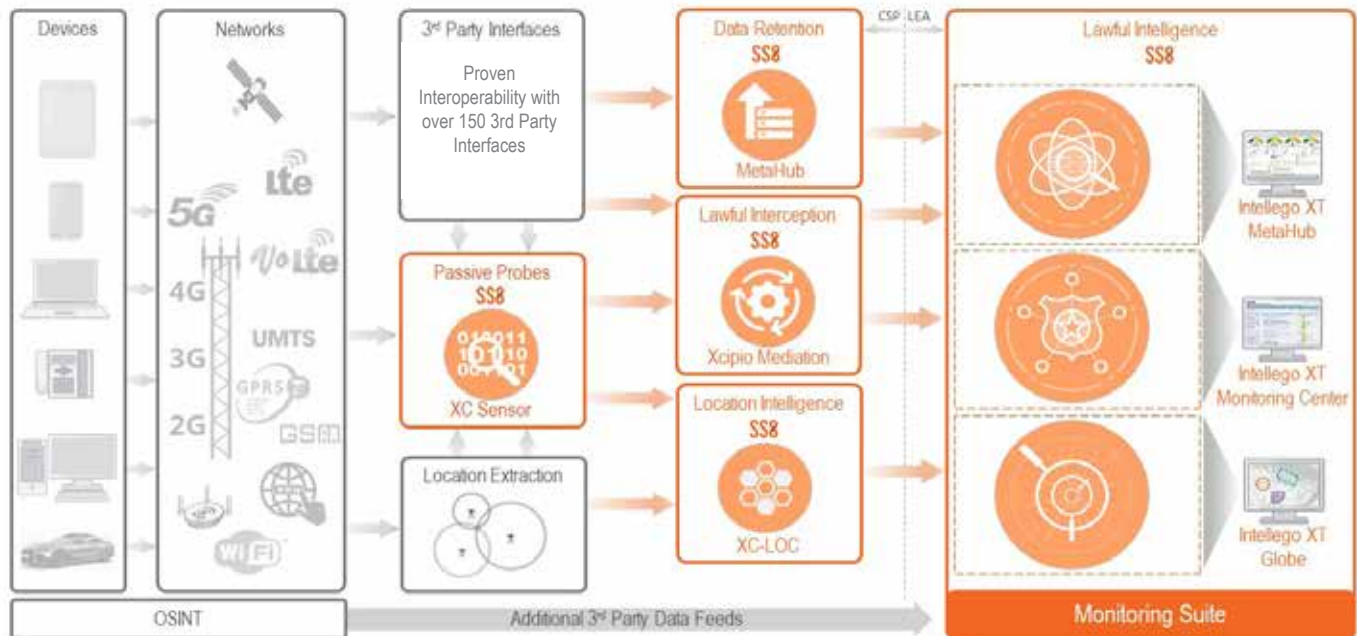 Devices
Networks
Lte
5G
VoLte
4G
UMTS
3G
GPRS
2G
GSM
WiFi
3rd Party Interfaces
Proven
Interoperability with
over 150 3rd Party
Interfaces
Passive Probes
SS8
010011
101010
001101
XC Sensor
Location Extraction
Data Retention
SS8
MetaHub
Lawful Interception
SS8
Xcipio Mediation
Location Intelligence
SS8
XC-LOC
CSP
LEA
Lawful Intelligence
SS8
Intellego XT
MetaHub
Intellego XT
Monitoring Center
Intellego XT
Globe
OSINT
Additional 3rd Party Data Feeds
Monitoring Suite